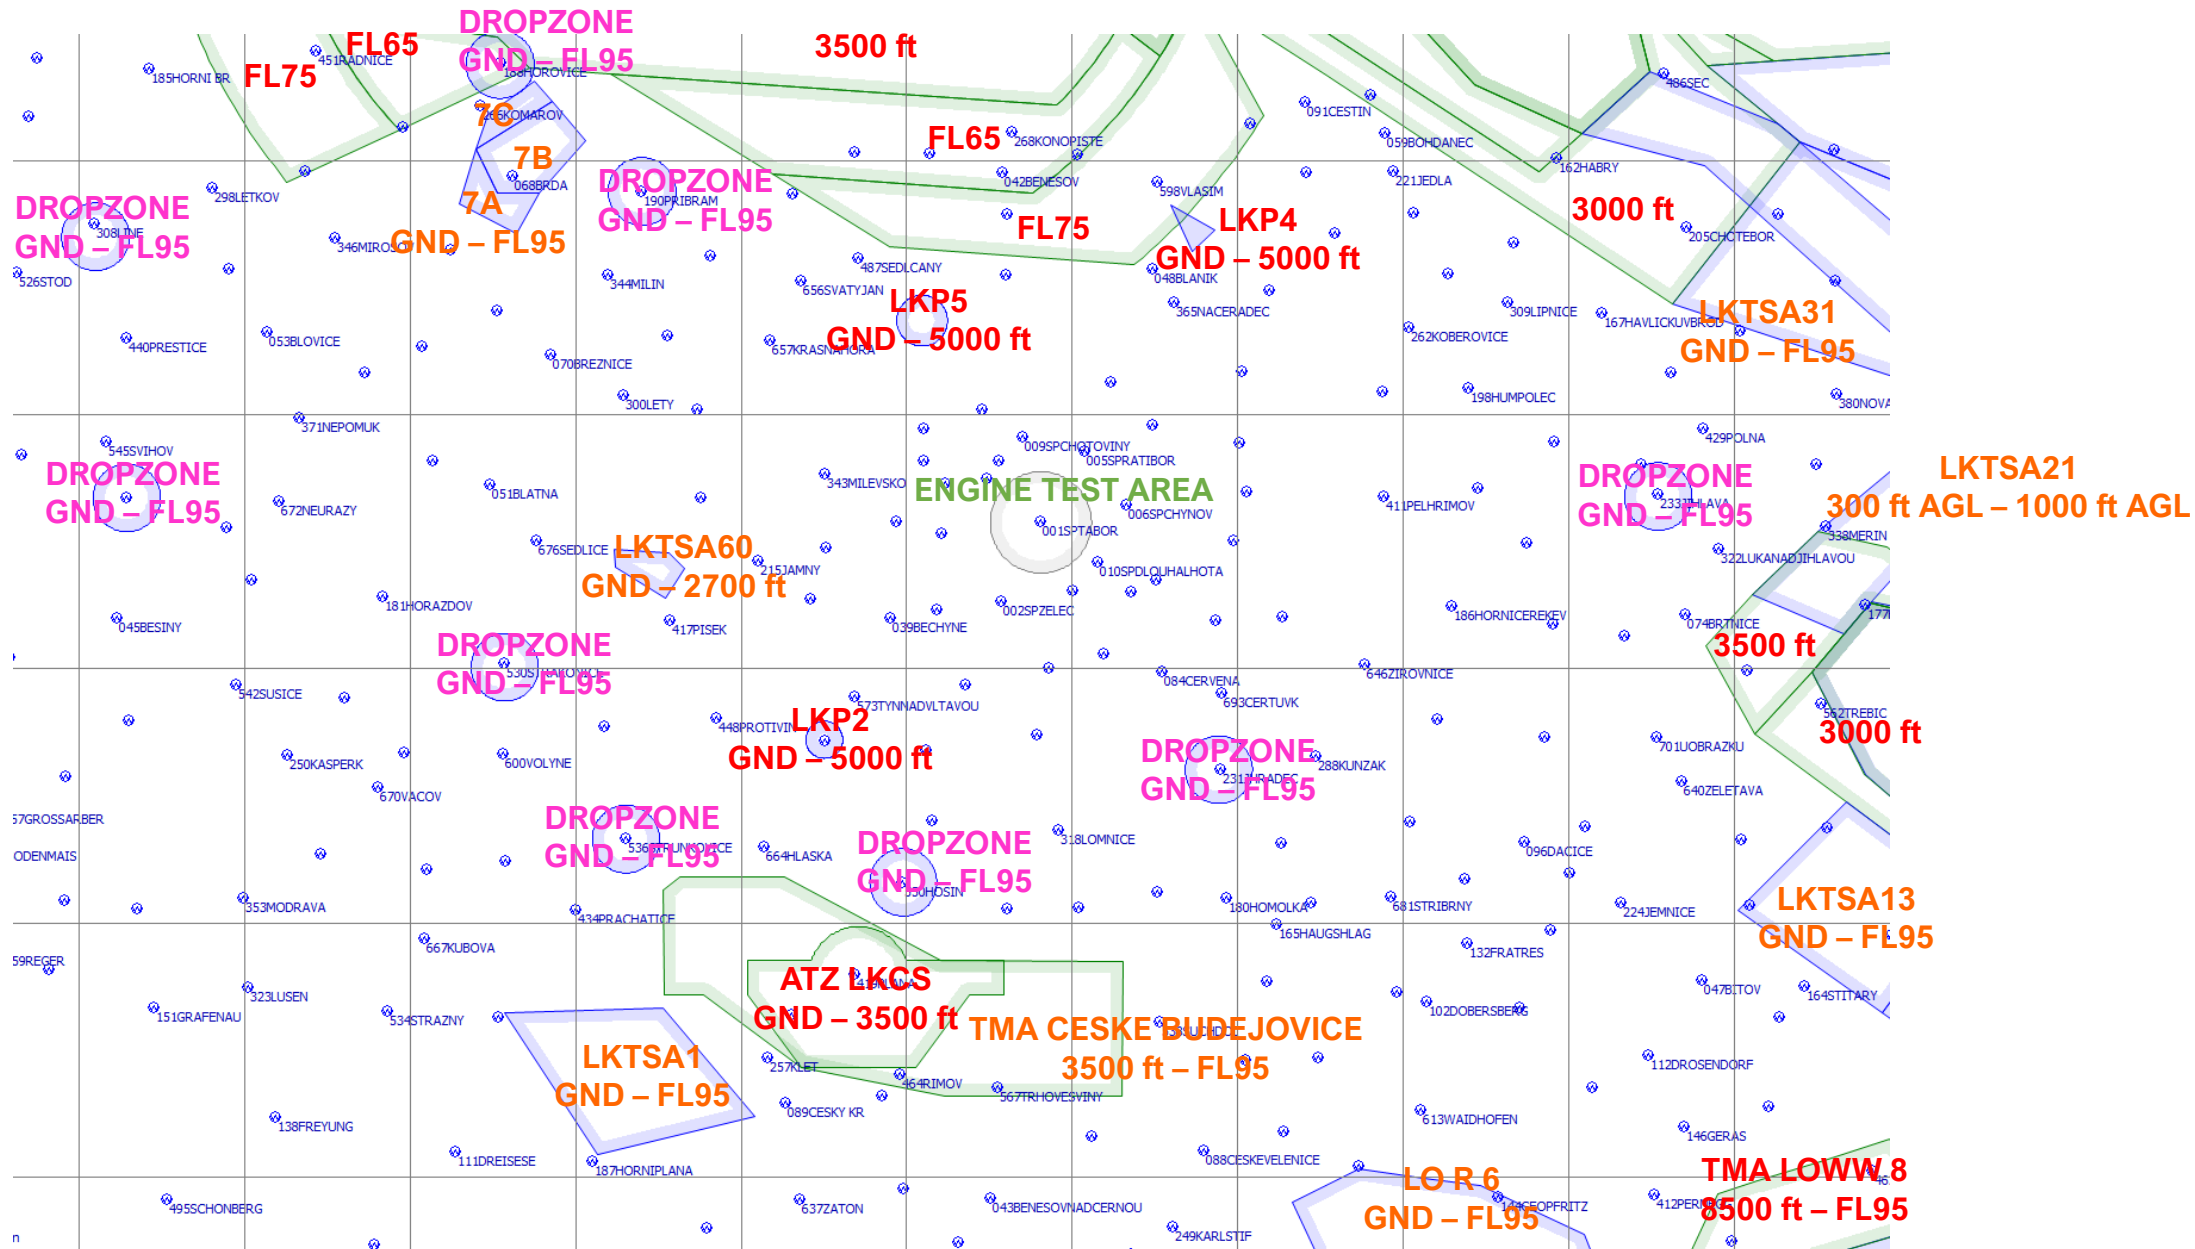 DROPZONE
GND – FL95
FL65
3500 ft
451RADNICE
FL75
185HORNI BR
188HOROVICE
486SEC
7C
266KOMAROV
091CESTIN
FL65
268KONOPISTE
059BOHDANEC
7B
162HABRY
068BRDA
042BENESOV
221JEDLA
DROPZONE
GND – FL95
190PRIBRAM
598VLASIM
298LETKOV
7A
3000 ft
DROPZONE
GND – FL95
308LINE
LKP4
GND – 5000 ft
FL75
205CHOTEBOR
GND – FL95
487SEDLCANY
048BLANIK
526STOD
344MILIN
656SVATYJAN
LKP5
GND – 5000 ft
365NACERADEC
309LIPNICE
LKTSA31
GND – FL95
053BLOVICE
440PRESTICE
262KOBEROVICE
070BREZNICE
300LETY
198HUMPOLEC
371NEPOMUK
429POLNA
009SPCHOTOVINY
545SVIHOV
005SPRATIBOR
DROPZONE
GND – FL95
DROPZONE
GND – FL95
LKTSA21
300 ft AGL – 1000 ft AGL
343MILEVSKO
051BLATNA
ENGINE TEST AREA
411PELHRIMOV
672NEURAZY
006SPCHYNOV
001SPTABOR
338MERIN
676SEDLICE
LKTSA60
GND – 2700 ft
322LUKANADJIHLAVOU
215JAMNY
010SPDLOUHALHOTA
181HORAZDOV
002SPZELEC
186HORNICEREKEV
045BESINY
417PISEK
039BECHYNE
074BRTNICE
3500 ft
DROPZONE
GND – FL95
084CERVENA
646ZIROVNICE
542SUSICE
693CERTUVK
573TYNNADVLTAVOU
562TREBIC
448PROTIVIN
LKP2
GND – 5000 ft
3000 ft
701UOBRAZKU
DROPZONE
GND – FL95
250KASPERK
600VOLYNE
288KUNZAK
640ZELETAVA
670VACOV
57GROSSARBER
DROPZONE
GND – FL95
318LOMNICE
ODENMAIS
664HLASKA
DROPZONE
GND – FL95
096DACICE
353MODRAVA
180HOMOLKA
681STRIBRNY
224JEMNICE
LKTSA13
GND – FL95
434PRACHATICE
165HAUGSHLAG
667KUBOVA
132FRATRES
59REGER
ATZ LKCS
GND – 3500 ft
323LUSEN
047BITOV
164STITARY
151GRAFENAU
534STRAZNY
102DOBERSBERG
TMA CESKE BUDEJOVICE
3500 ft – FL95
LKTSA1
GND – FL95
257KLET
112DROSENDORF
464RIMOV
567TRHOVESVINY
089CESKY KR
138FREYUNG
613WAIDHOFEN
146GERAS
111DREISESE
187HORNIPLANA
088CESKEVELENICE
LO R 6
GND – FL95
TMA LOWW 8
8500 ft – FL95
495SCHONBERG
637ZATON
043BENESOVNADCERNOU
249KARLSTIF